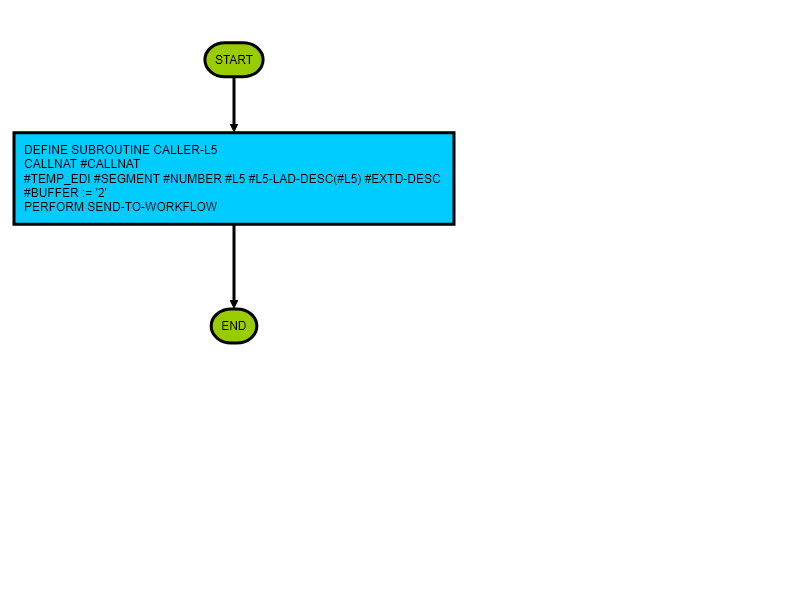 START
DEFINE SUBROUTINE CALLER-L5
CALLNAT #CALLNAT
#TEMP_EDI #SEGMENT #NUMBER #L5 #L5-LAD-DESC(#L5) #EXTD-DESC
#BUFFER := '2'
PERFORM SEND-TO-WORKFLOW
END